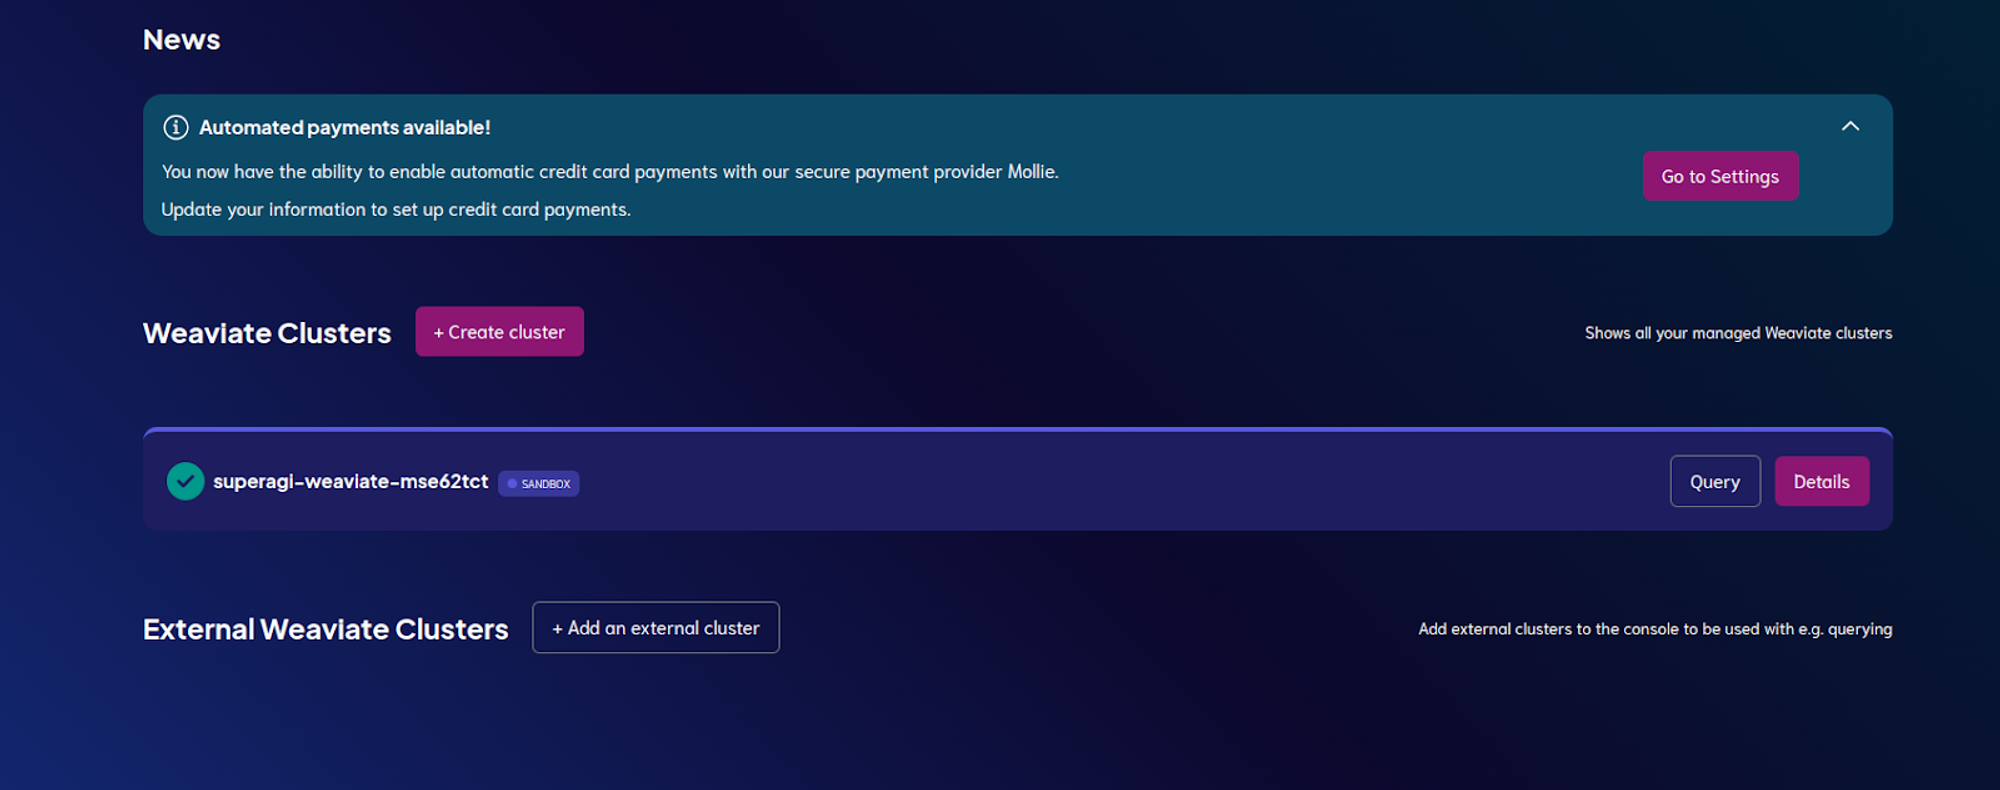 News
Automated payments available!
You now have the ability to enable automatic credit card payments with our secure payment provider Mollie.
Update your information to set up credit card payments.
Go to Settings
Weaviate Clusters
+ Create cluster
Shows all your managed Weaviate clusters
superagi-weaviate-mse62tct
SANDBOX
Query
Details
External Weaviate Clusters
+ Add an external cluster
Add external clusters to the console to be used with e.g. querying